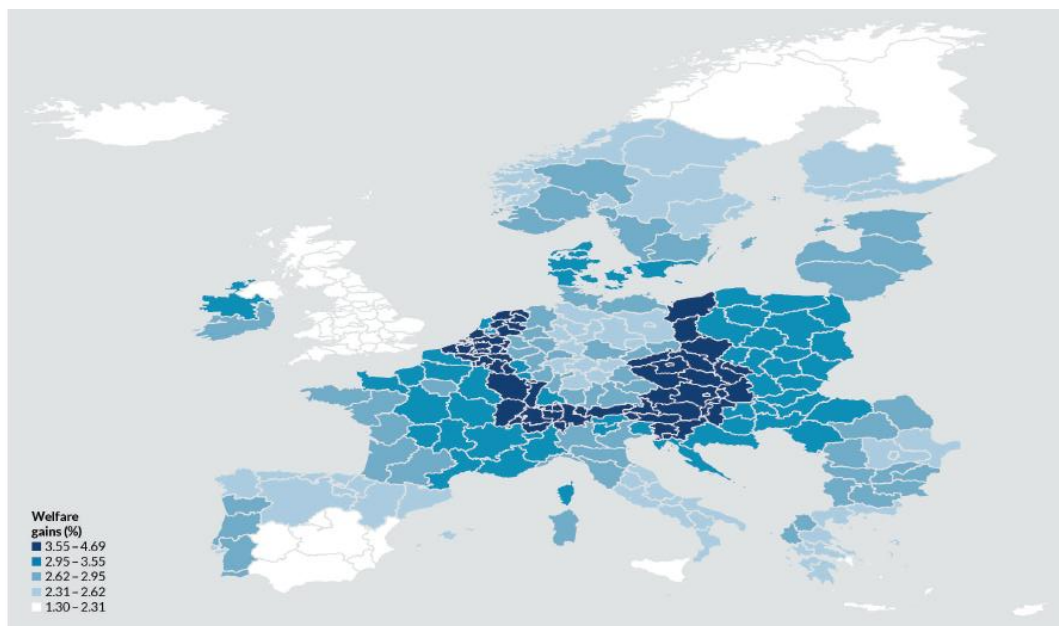 Welfare
gains (%)
3.55 – 4.69
2.95 – 3.55
2.62 – 2.95
2.31 – 2.62
1.30 – 2.31